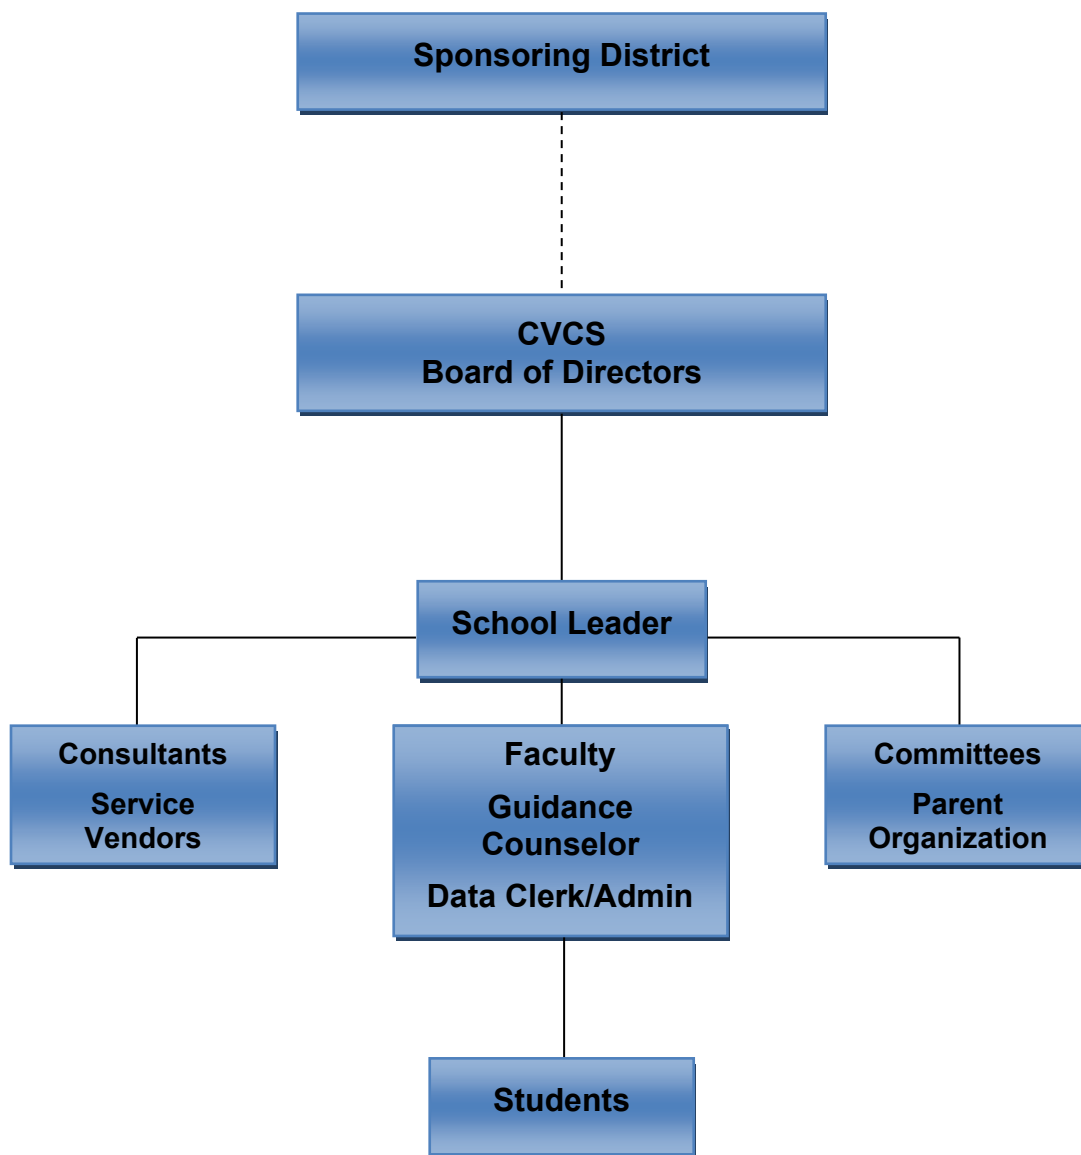 Sponsoring District
CVCS
Board of Directors
School Leader
Consultants
Service
Vendors
Faculty
Guidance
Counselor
Data Clerk/Admin
Committees
Parent
Organization
Students